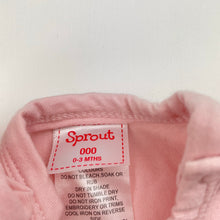 Sprout
000
0-3 MTHS
COLOURS
DO NOT BLEACH, SOAK OR
RUB
DRY IN SHADE
DO NOT TUMBLE DRY
DO NOT IRON PRINT,
EMBROIDERY OR TRIMS
COOL IRON ON REVERSE